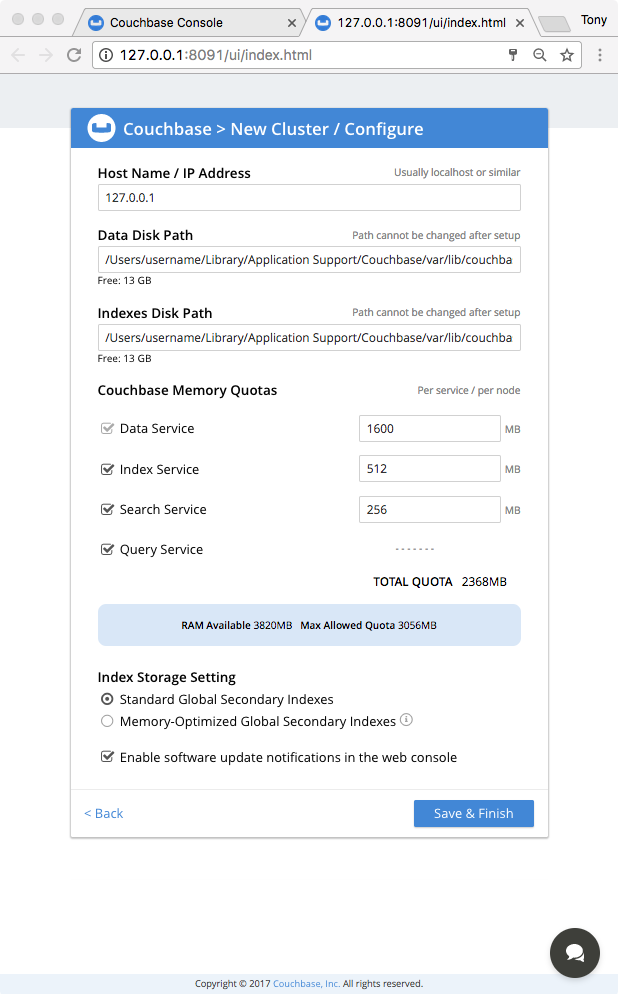 Couchbase Console
127.0.0.1:8091/ui/index.html
Tony
127.0.0.1:8091/ui/index.html
Couchbase > New Cluster / Configure
Host Name / IP Address
Usually localhost or similar
127.0.0.1
Data Disk Path
Path cannot be changed after setup
/Users/username/Library/Application Support/Couchbase/var/lib/couchba
Free: 13 GB
Indexes Disk Path
Path cannot be changed after setup
/Users/username/Library/Application Support/Couchbase/var/lib/couchba
Free: 13 GB
Couchbase Memory Quotas
Per service / per node
Data Service
1600
MB
Index Service
512
MB
Search Service
256
MB
Query Service
-------
TOTAL QUOTA 2368MB
RAM Available 3820MB Max Allowed Quota 3056MB
Index Storage Setting
Standard Global Secondary Indexes
Memory-Optimized Global Secondary Indexes
Enable software update notifications in the web console
< Back
Save & Finish
Copyright © 2017 Couchbase, Inc. All rights reserved.